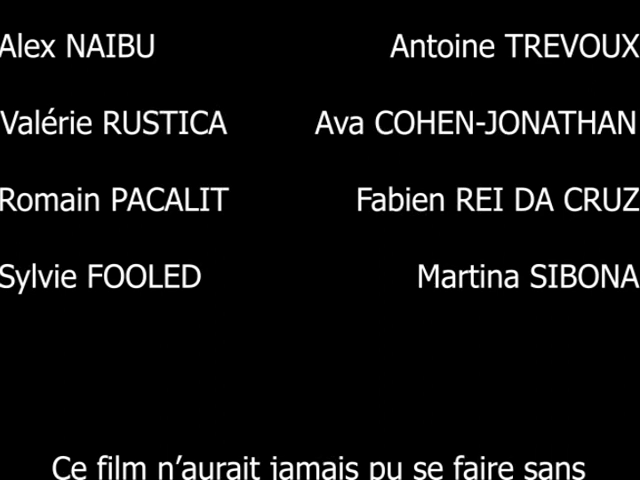 Alex NAIBU Antoine TREVOUX
Valérie RUSTICA Ava COHEN-JONATHAN
Romain PACALIT Fabien REI DA CRUZ
Sylvie FOOLED Martina SIBONA
Ce film n’aurait jamais pu se faire sans